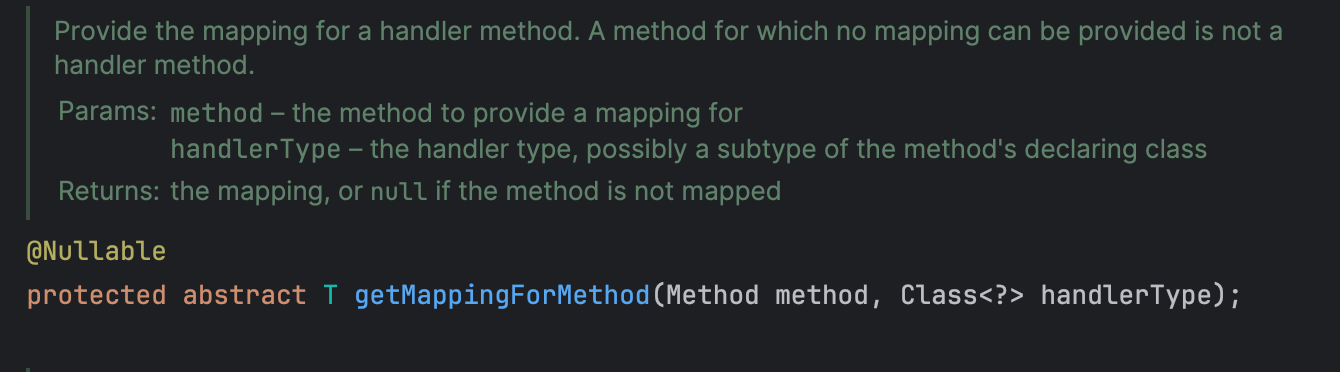 Provide the mapping for a handler method. A method for which no mapping can be provided is not a
handler method.
Params: method – the method to provide a mapping for
handlerType – the handler type, possibly a subtype of the method's declaring class
Returns: the mapping, or null if the method is not mapped
@Nullable
protected abstract T getMappingForMethod(Method method, Class<?> handlerType);